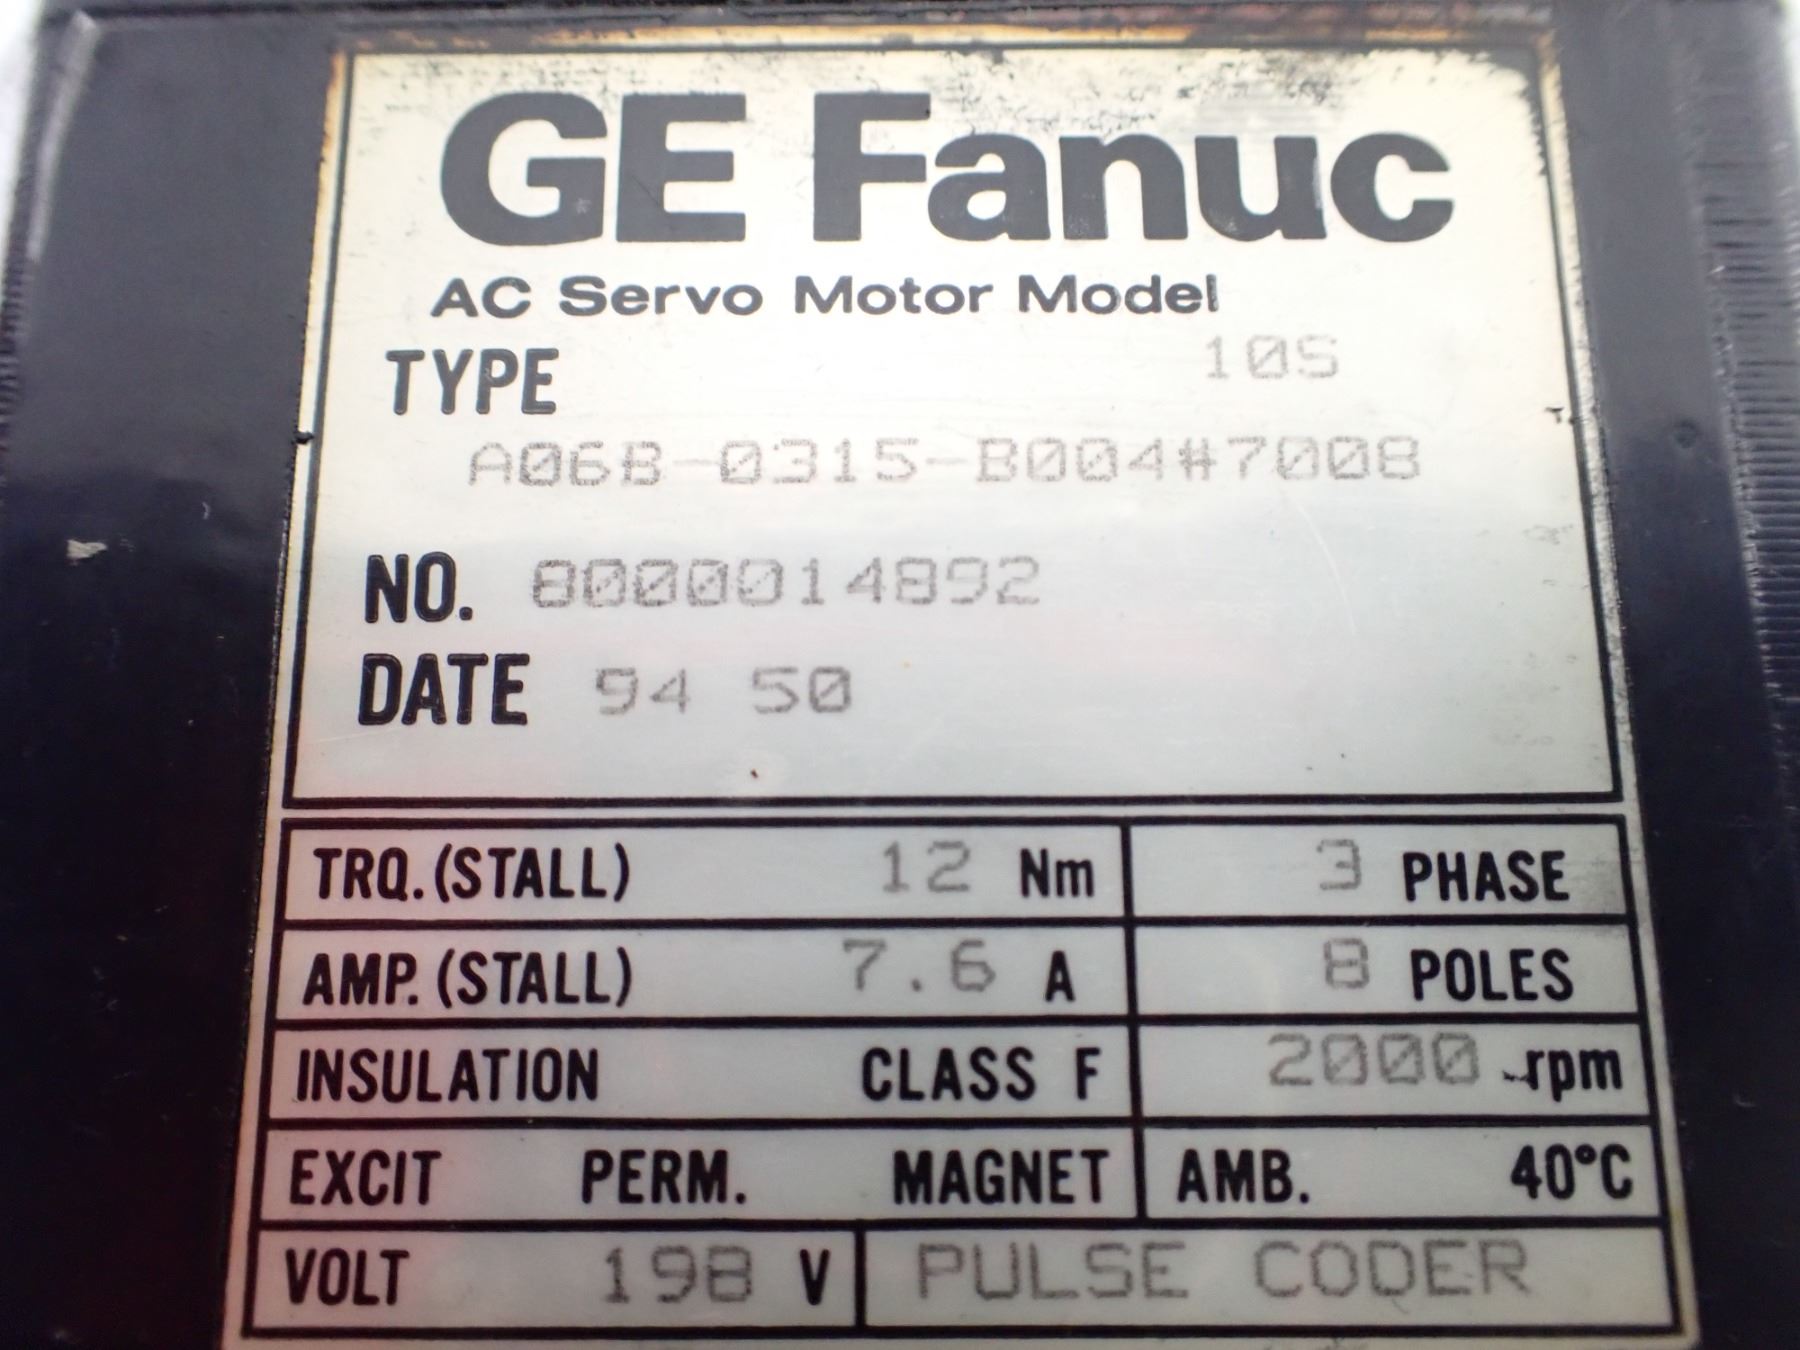 GE Fanuc
AC Servo Motor Model
TYPE 10S
A06B-0315-B004#7008
NO. 8000014892
DATE 94 50
TRQ.(STALL) 12 Nm 3 PHASE
AMP.(STALL) 7.6 A 8 POLES
INSULATION CLASS F 2000 rpm
EXCIT PERM. MAGNET AMB. 40°C
VOLT 198 V PULSE CODER